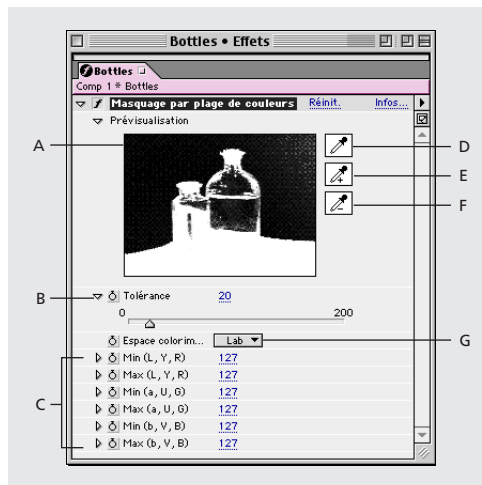 Bottles • Effets
Bottles
Comp 1 * Bottles
Masquage par plage de couleurs Réinit. Infos...
Prévisualisation
A
D
E
F
B
Tolérance 20
0 200
Espace colorim... Lab
G
C
Min (L, Y, R) 127
Max (L, Y, R) 127
Min (a, U, G) 127
Max (a, U, G) 127
Min (b, V, B) 127
Max (b, V, B) 127